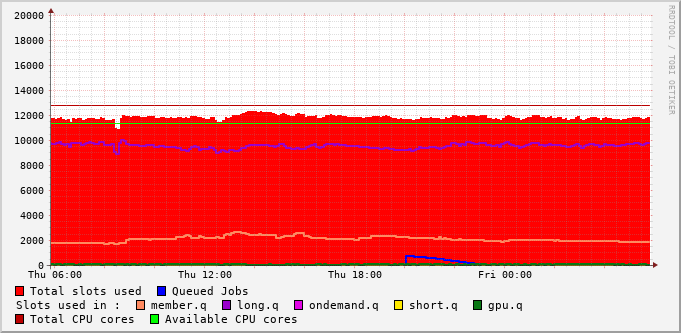 20000
18000
16000
14000
12000
10000
8000
6000
4000
2000
0
Thu 06:00 Thu 12:00 Thu 18:00 Fri 00:00
RRDTOOL / TOBI OETIKER
Total slots used Queued Jobs
Slots used in : member.q long.q ondemand.q short.q gpu.q
Total CPU cores Available CPU cores